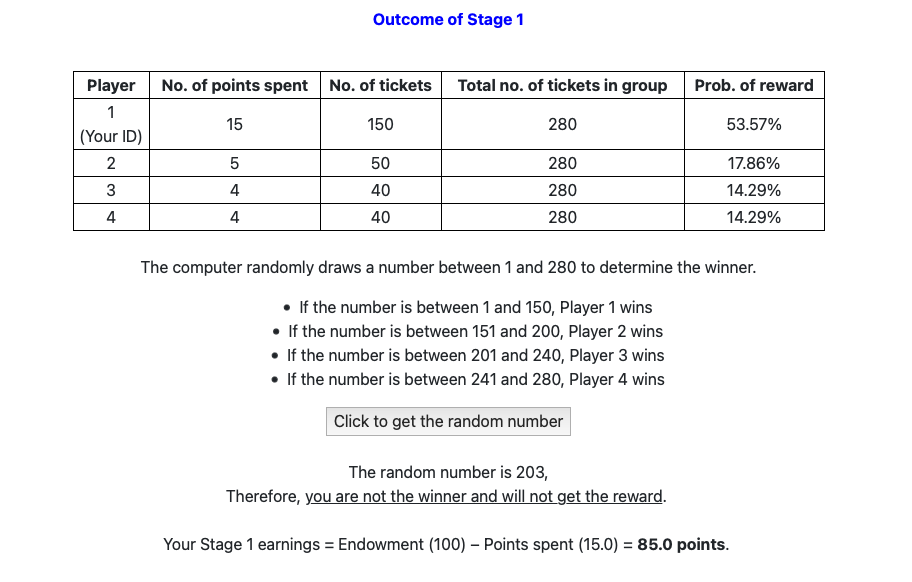 Outcome of Stage 1
Player No. of points spent No. of tickets Total no. of tickets in group Prob. of reward
1
(Your ID) 15 150 280 53.57%
2 5 50 280 17.86%
3 4 40 280 14.29%
4 4 40 280 14.29%
The computer randomly draws a number between 1 and 280 to determine the winner.
• If the number is between 1 and 150, Player 1 wins
• If the number is between 151 and 200, Player 2 wins
• If the number is between 201 and 240, Player 3 wins
• If the number is between 241 and 280, Player 4 wins
Click to get the random number
The random number is 203,
Therefore, you are not the winner and will not get the reward.
Your Stage 1 earnings = Endowment (100) – Points spent (15.0) = 85.0 points.